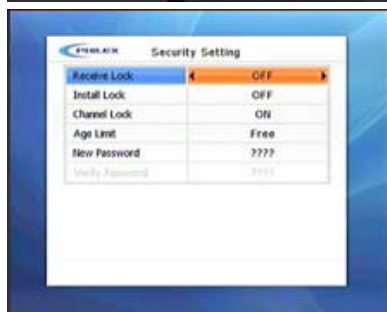 Security Setting
Receive Lock OFF
Install Lock OFF
Channel Lock ON
Age Limit Free
New Password ????
Verify Password ????